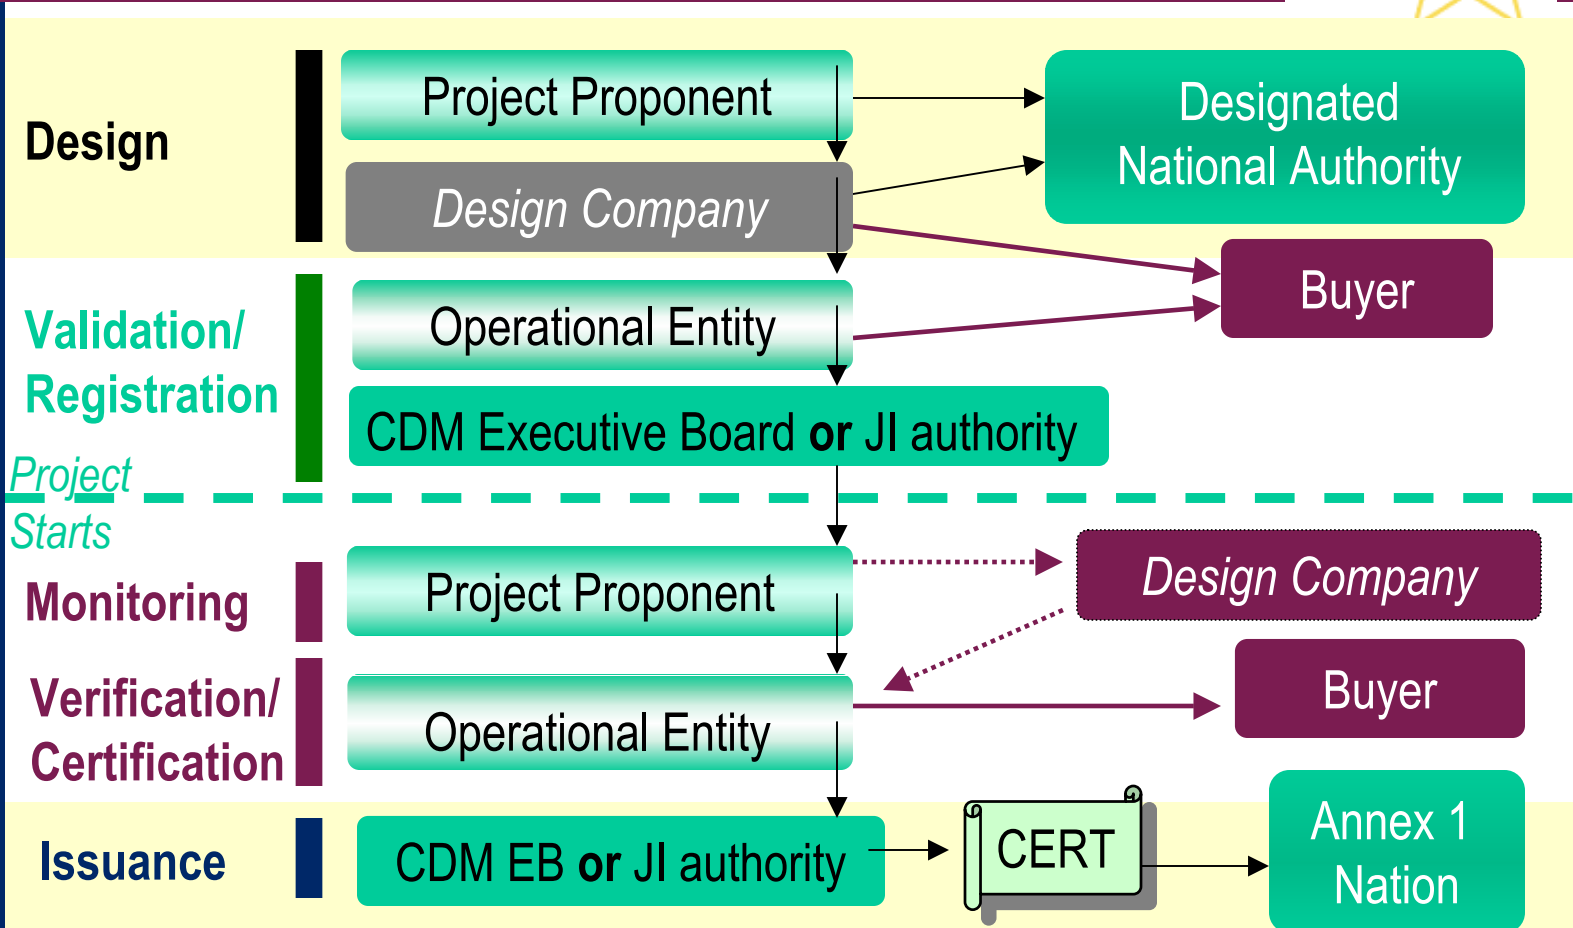 Design
Project Proponent
Designated
National Authority
Design Company
Buyer
Validation/
Registration
Operational Entity
CDM Executive Board or JI authority
Project
Starts
Monitoring
Project Proponent
Design Company
Verification/
Certification
Operational Entity
Buyer
Issuance
CDM EB or JI authority
CERT
Annex 1
Nation